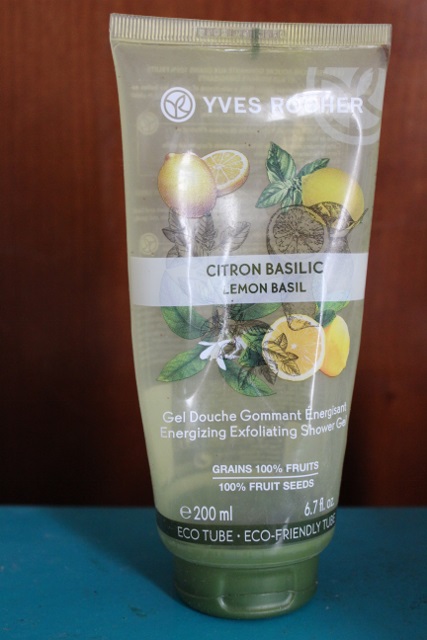 YVES ROCHER
CITRON BASILIC
LEMON BASIL
Gel Douche Gommant Énergisant
Energizing Exfoliating Shower Gel
GRAINS 100% FRUITS
100% FRUIT SEEDS
℮200 ml 6.7 fl. oz.
ECO TUBE • ECO-FRIENDLY TUBE